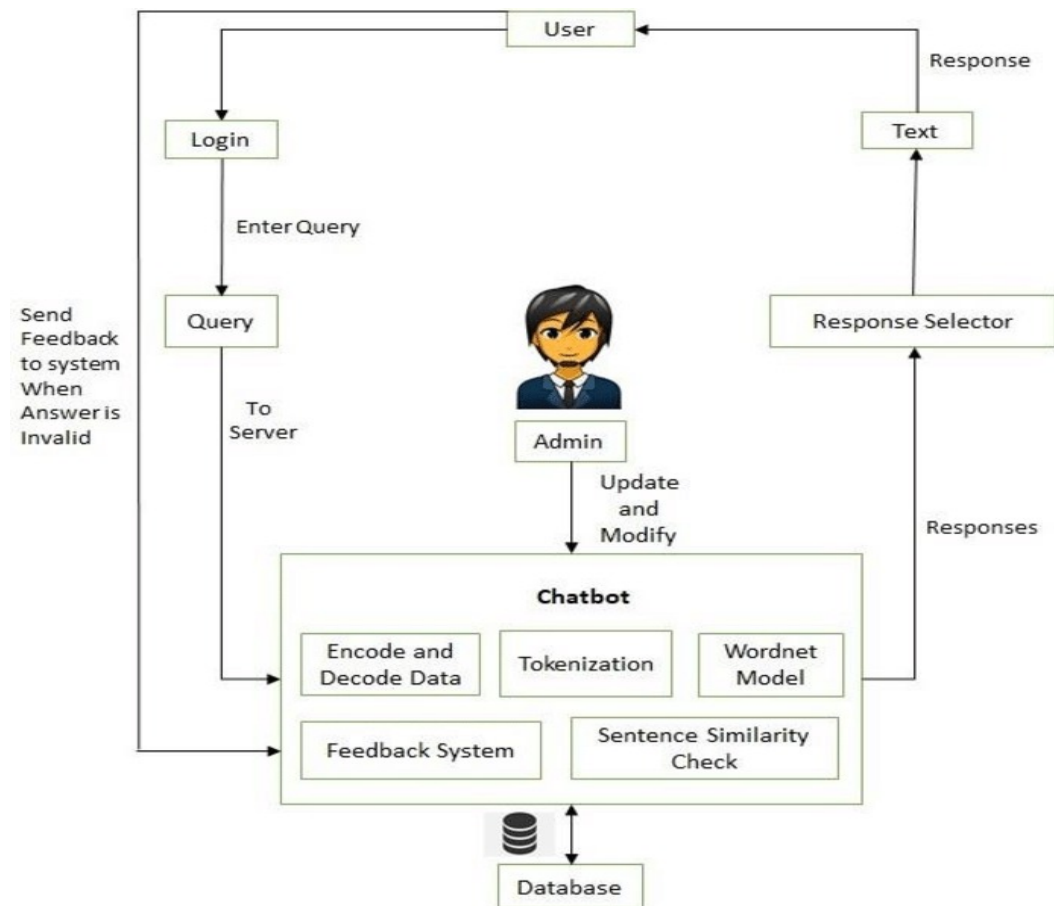 User
Response
Login
Text
Enter Query
Send
Feedback
to system
When
Answer is
Invalid
Query
Response Selector
To
Server
Admin
Update
and
Modify
Responses
Chatbot
Encode and
Decode Data
Tokenization
Wordnet
Model
Feedback System
Sentence Similarity
Check
Database